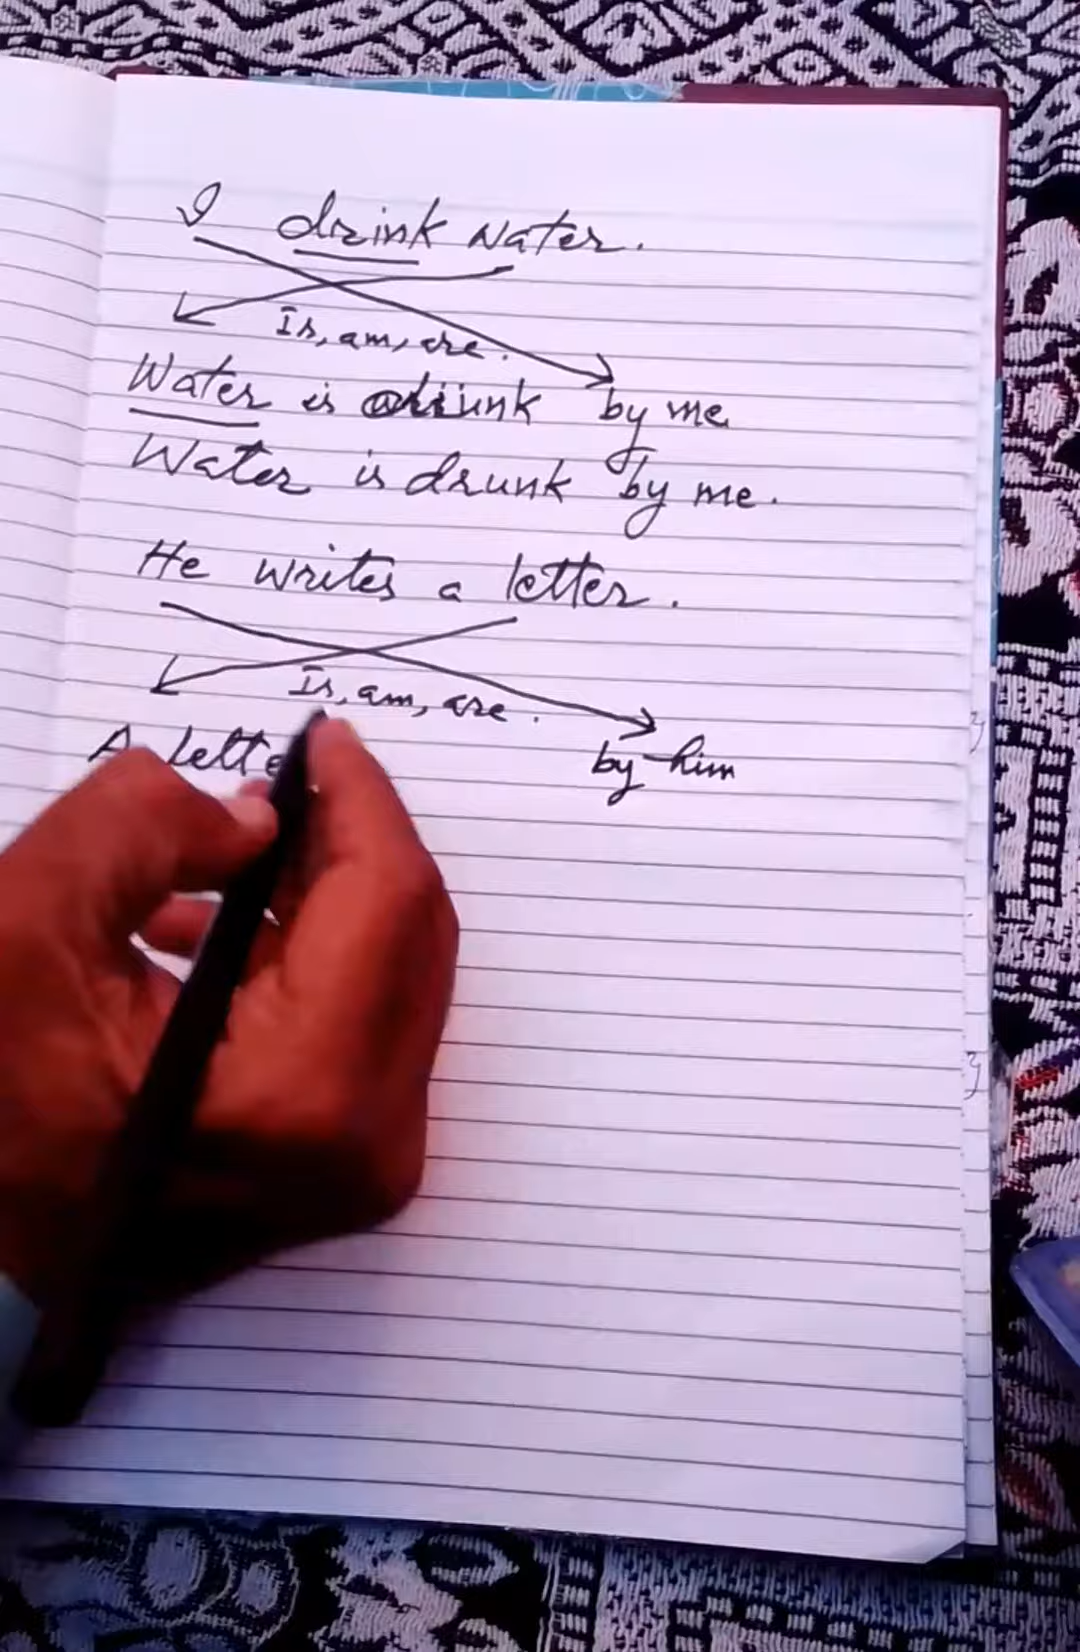 I drink water.
Is, am, are.
Water is drunk by me
Water is drunk by me.
He writes a letter.
Is, am, are.
A lette by him